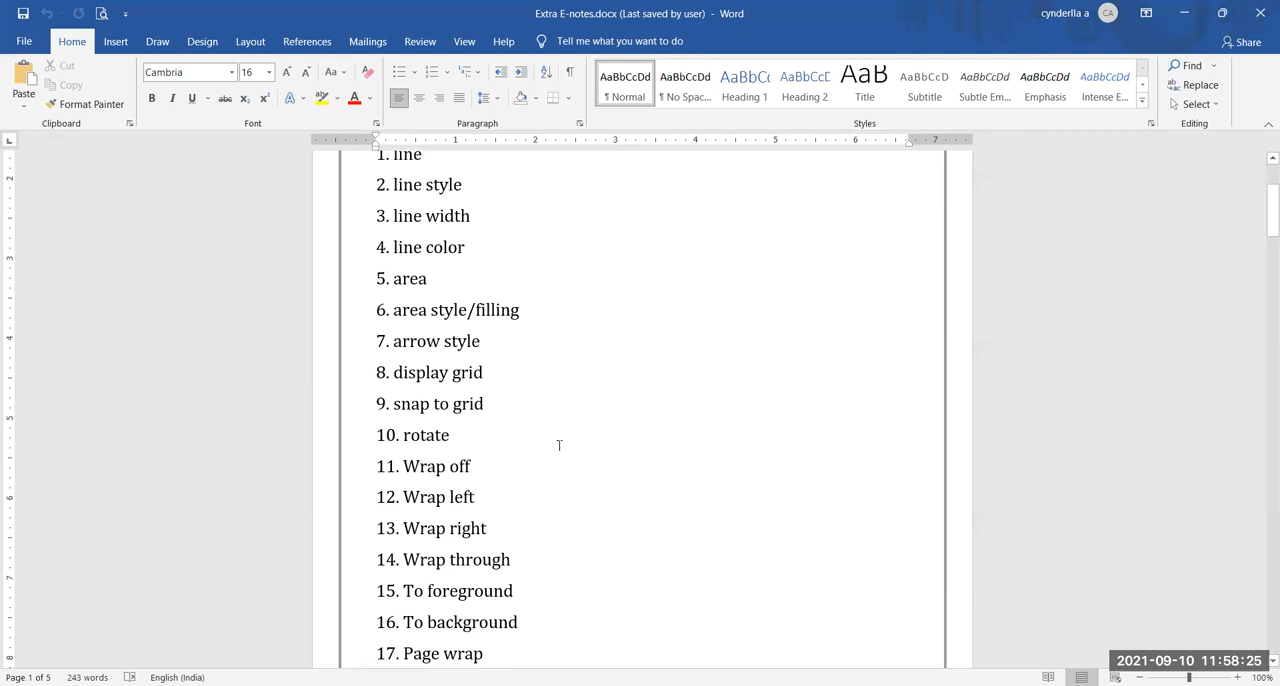 Extra E-notes.docx (Last saved by user) - Word
cynderlla a CA
File Home Insert Draw Design Layout References Mailings Review View Help Tell me what you want to do Share
Paste
Cut
Copy
Format Painter
Clipboard
Cambria 16
Font
Paragraph
AaBbCcDd ¶ Normal
AaBbCcDd ¶ No Spac...
AaBbCc Heading 1
AaBbCcE Heading 2
AaB Title
AaBbCcD Subtitle
AaBbCcDd Subtle Em...
AaBbCcDd Emphasis
AaBbCcDd Intense E...
Styles
Find
Replace
Select
Editing
1. line
2. line style
3. line width
4. line color
5. area
6. area style/filling
7. arrow style
8. display grid
9. snap to grid
10. rotate
11. Wrap off
12. Wrap left
13. Wrap right
14. Wrap through
15. To foreground
16. To background
17. Page wrap
2021-09-10 11:58:25
Page 1 of 5 243 words English (India) 100%